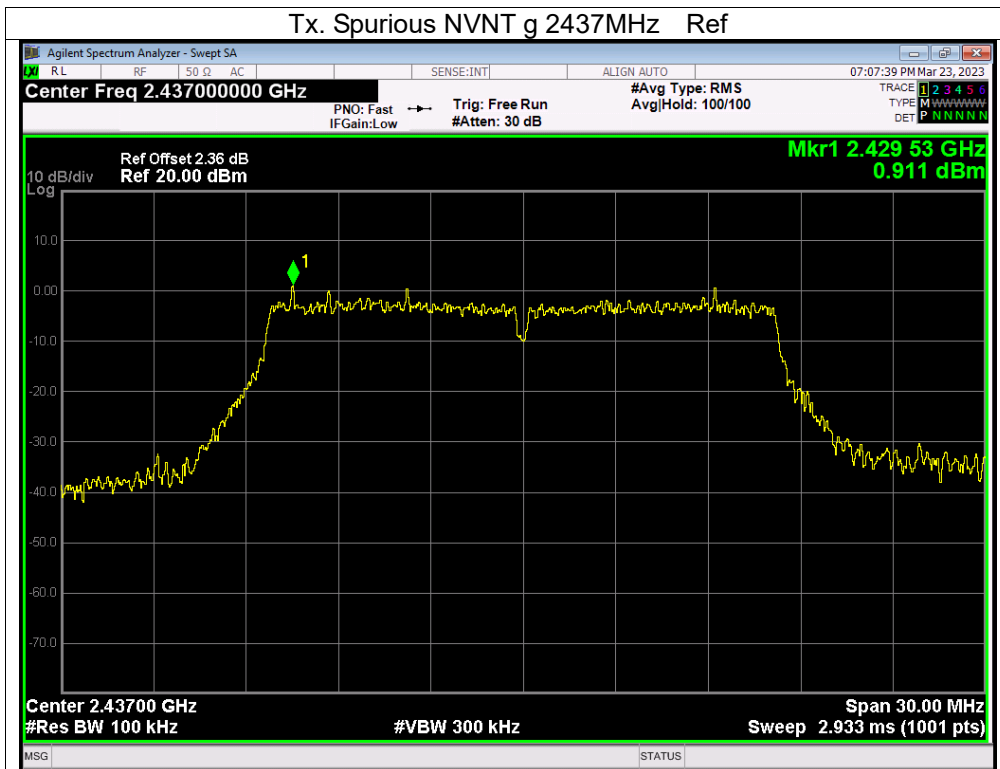 Tx. Spurious NVNT g 2437MHz Ref
Agilent Spectrum Analyzer - Swept SA
LXI RL RF 50 Ω AC SENSE:INT ALIGN AUTO 07:07:39 PM Mar 23, 2023
Center Freq 2.437000000 GHz
PNO: Fast
IFGain:Low
Trig: Free Run
#Atten: 30 dB
#Avg Type: RMS
Avg|Hold: 100/100
TRACE 1 2 3 4 5 6
TYPE M WWWWW
DET P N N N N N
Mkr1 2.429 53 GHz
0.911 dBm
10 dB/div
Log
Ref Offset 2.36 dB
Ref 20.00 dBm
1
10.0
0.00
-10.0
-20.0
-30.0
-40.0
-50.0
-60.0
-70.0
Center 2.43700 GHz Span 30.00 MHz
#Res BW 100 kHz #VBW 300 kHz Sweep 2.933 ms (1001 pts)
MSG STATUS